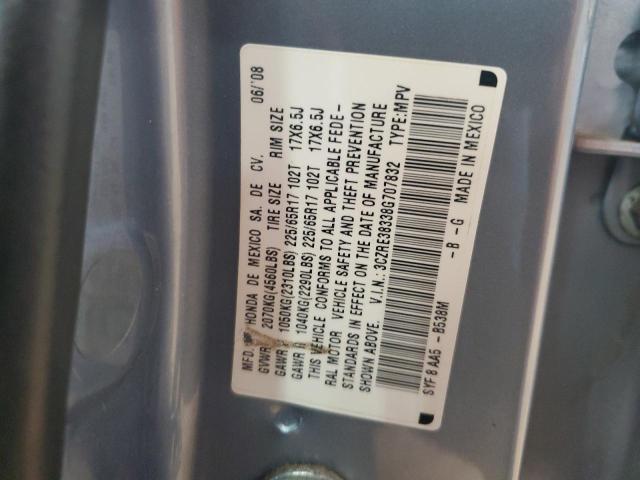 MFD. BY HONDA DE MEXICO SA. DE CV. 06/'08
GVWR 2070KG(4560LBS) TIRE SIZE RIM SIZE
GAWR F 1050KG(2310LBS) 225/65R17 102T 17X6.5J
GAWR R 1040KG(2290LBS) 225/65R17 102T 17X6.5J
THIS VEHICLE CONFORMS TO ALL APPLICABLE FEDE-
RAL MOTOR VEHICLE SAFETY AND THEFT PREVENTION
STANDARDS IN EFFECT ON THE DATE OF MANUFACTURE
SHOWN ABOVE. V.I.N.: 3CZRE38338G707832 TYPE:MPV
SYF 8 AA5 -B538M -B -G MADE IN MEXICO